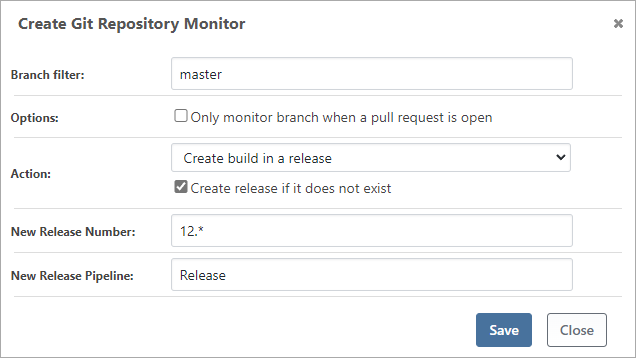 Create Git Repository Monitor
Branch filter: master
Options: Only monitor branch when a pull request is open
Action: Create build in a release
Create release if it does not exist
New Release Number: 12.*
New Release Pipeline: Release
Save Close